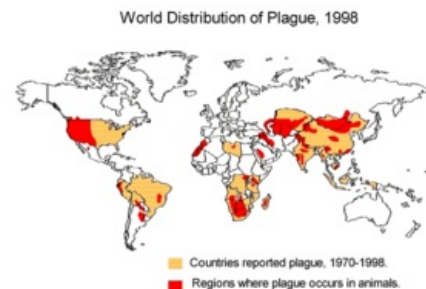 World Distribution of Plague, 1998
Countries reported plague, 1970-1998.
Regions where plague occurs in animals.